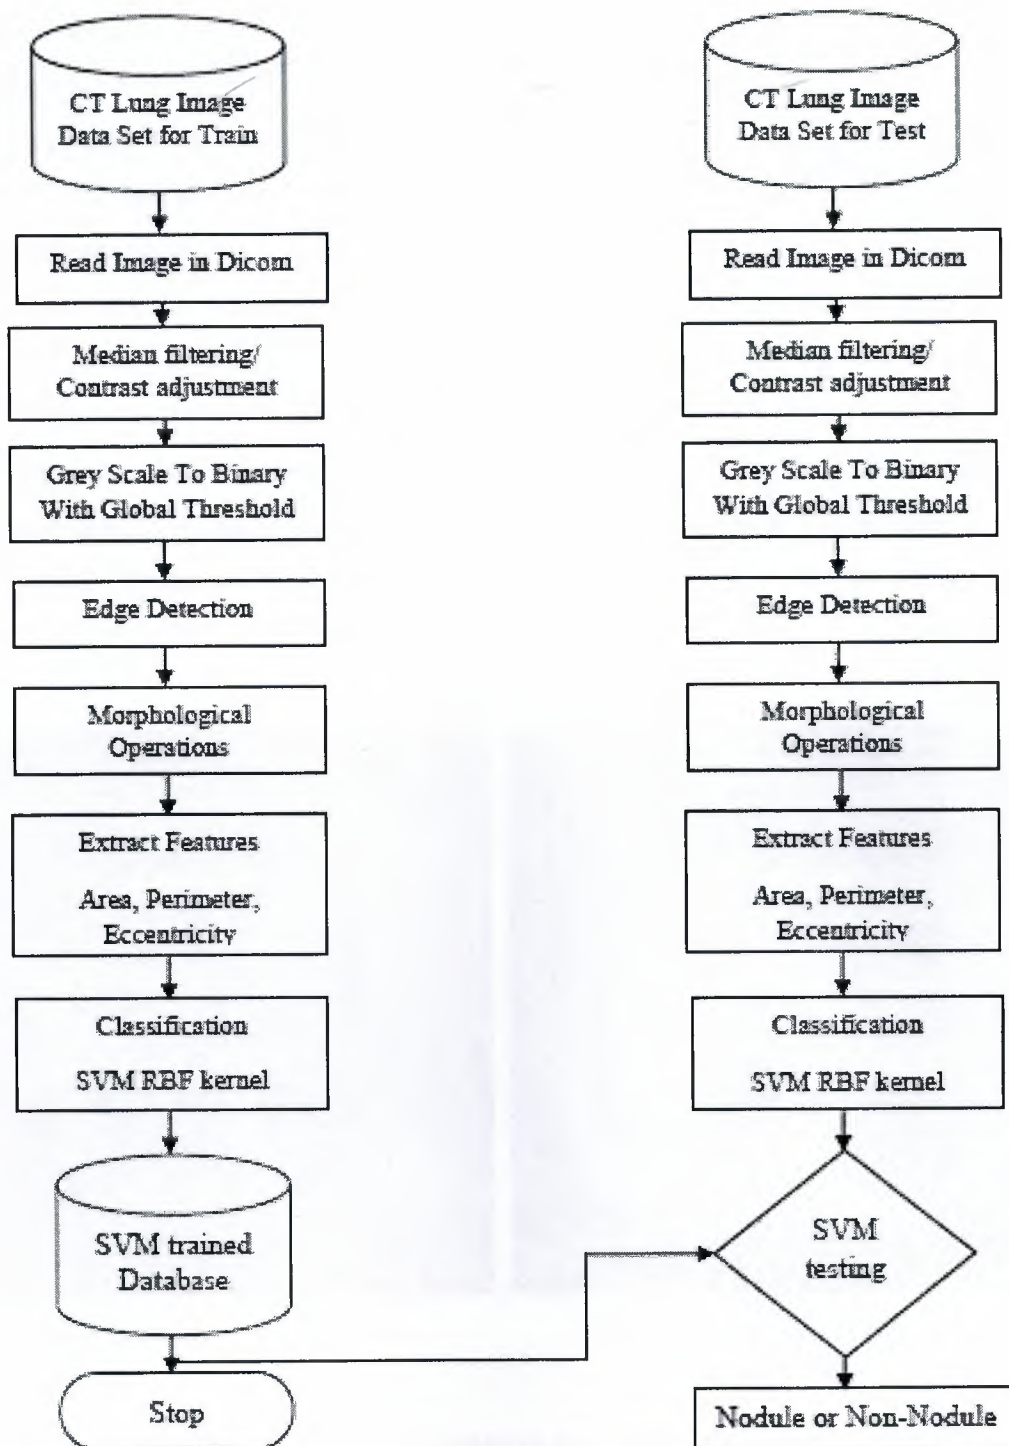 CT Lung Image
Data Set for Train
Read Image in Dicom
Median filtering/
Contrast adjustment
Grey Scale To Binary
With Global Threshold
Edge Detection
Morphological
Operations
Extract Features
Area, Perimeter,
Eccentricity
Classification
SVM RBF kernel
SVM trained
Database
Stop
CT Lung Image
Data Set for Test
Read Image in Dicom
Median filtering/
Contrast adjustment
Grey Scale To Binary
With Global Threshold
Edge Detection
Morphological
Operations
Extract Features
Area, Perimeter,
Eccentricity
Classification
SVM RBF kernel
SVM
testing
Nodule or Non-Nodule